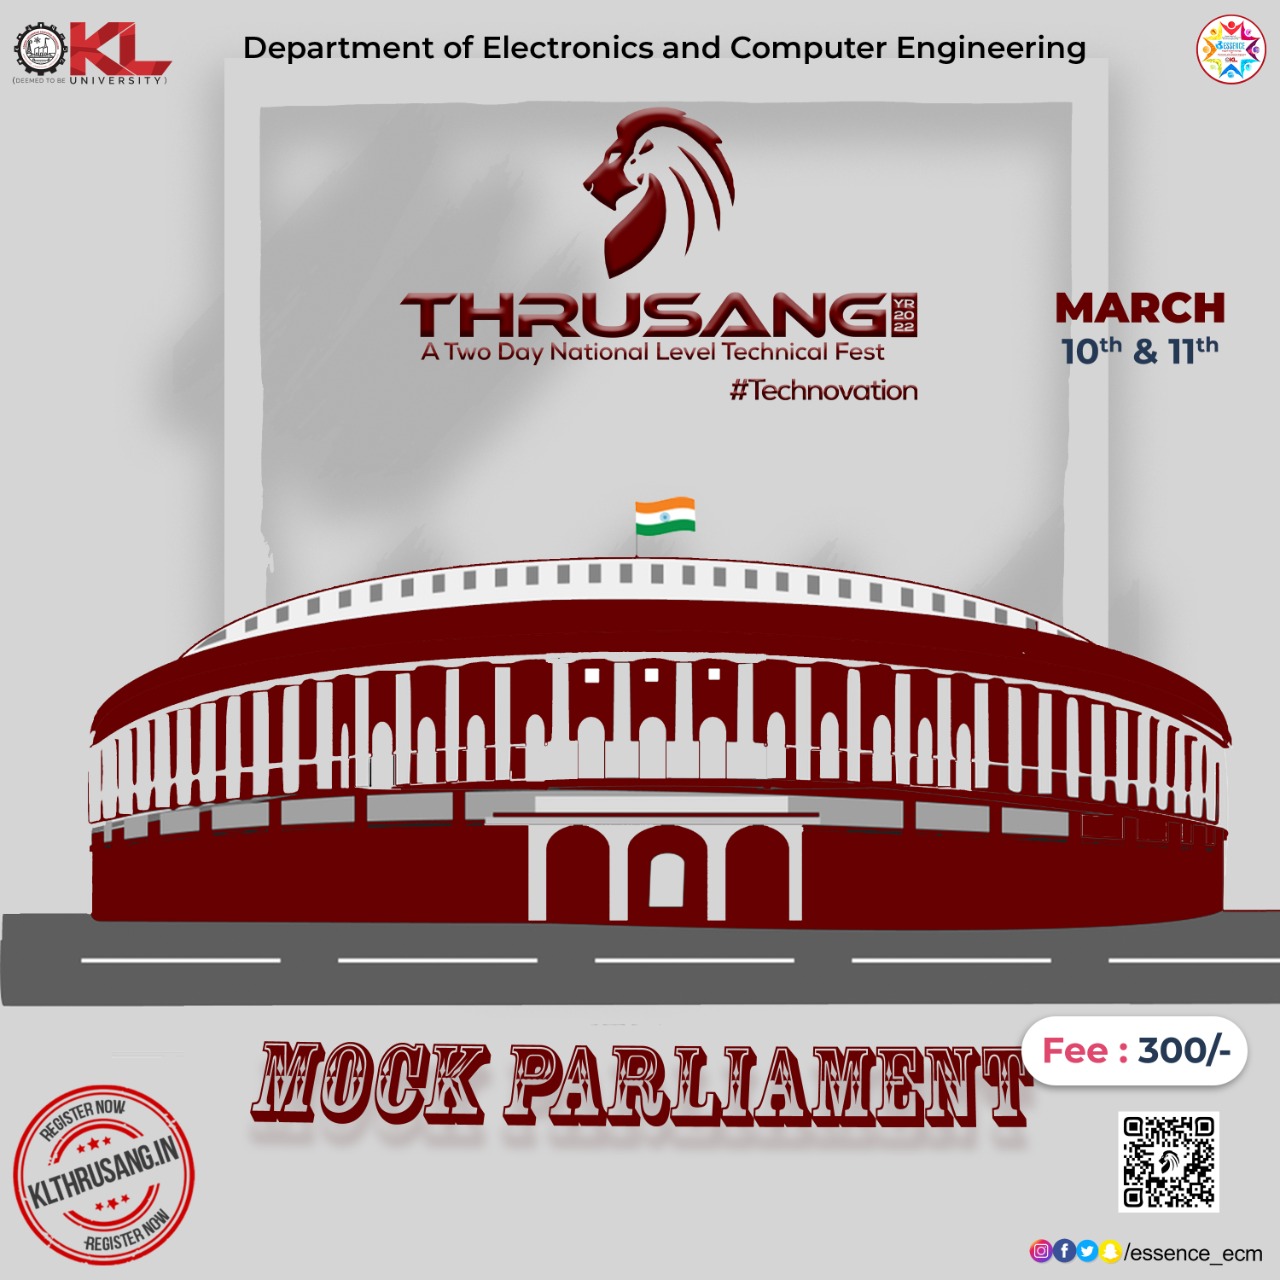 KL
(DEEMED TO BE UNIVERSITY)
Department of Electronics and Computer Engineering
ESSENCE
THRUSANG
YR
20
22
A Two Day National Level Technical Fest
#Technovation
MARCH
10th & 11th
MOCK PARLIAMENT
Fee : 300/-
REGISTER NOW
KLTHRUSANG.IN
REGISTER NOW
/essence_ecm